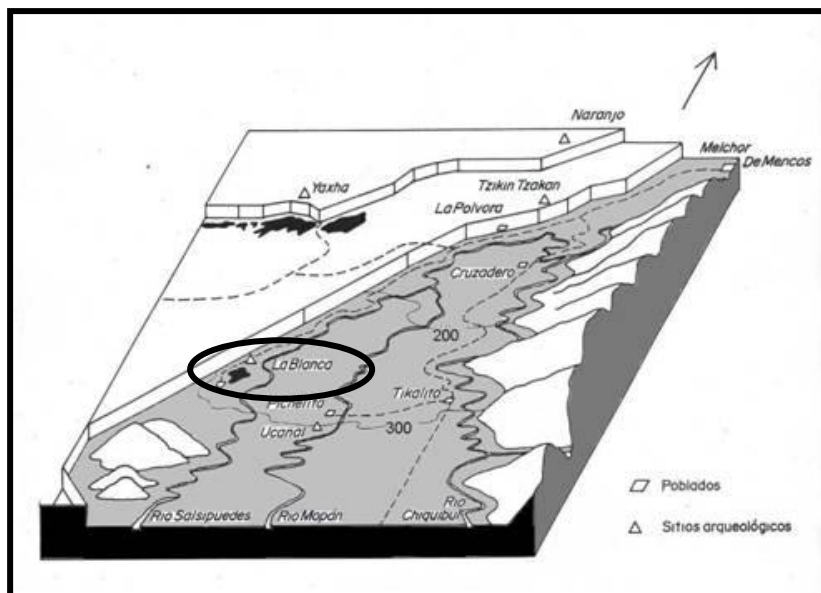 Naranjo
Melchor
De Mencos
Yaxha
Tzikin Tzakan
La Polvora
Cruzadero
200
La Blanca
Pichelito
Tikalito
Ucanal
300
Poblados
Sitios arqueológicos
Rio Salsipuedes
Rio Mopán
Rio
Chiquibul